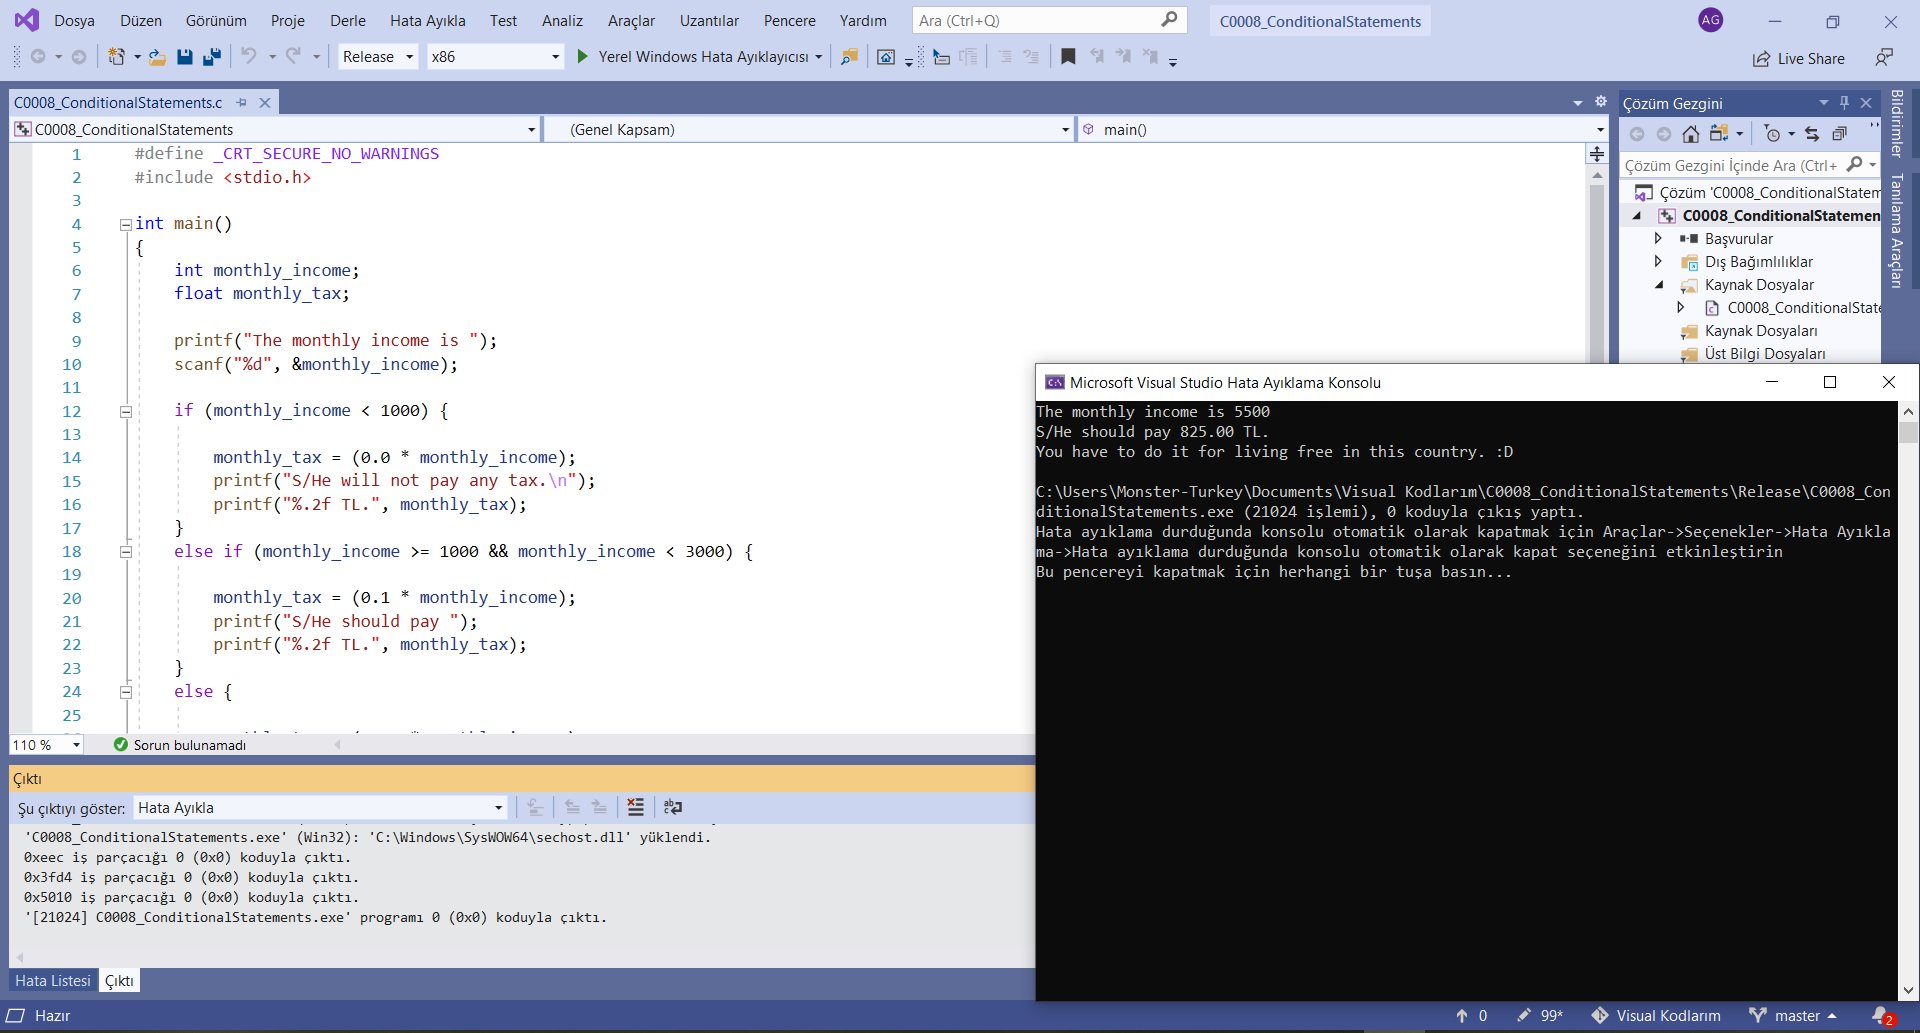 Dosya Düzen Görünüm Proje Derle Hata Ayıkla Test Analiz Araçlar Uzantılar Pencere Yardım Ara (Ctrl+Q) C0008_ConditionalStatements AG
Release x86 Yerel Windows Hata Ayıklayıcısı Live Share
C0008_ConditionalStatements.c
C0008_ConditionalStatements (Genel Kapsam) main()
1 #define _CRT_SECURE_NO_WARNINGS
2 #include <stdio.h>
3
4 int main()
5 {
6 int monthly_income;
7 float monthly_tax;
8
9 printf("The monthly income is ");
10 scanf("%d", &monthly_income);
11
12 if (monthly_income < 1000) {
13
14 monthly_tax = (0.0 * monthly_income);
15 printf("S/He will not pay any tax.\n");
16 printf("%.2f TL.", monthly_tax);
17 }
18 else if (monthly_income >= 1000 && monthly_income < 3000) {
19
20 monthly_tax = (0.1 * monthly_income);
21 printf("S/He should pay ");
22 printf("%.2f TL.", monthly_tax);
23 }
24 else {
25
110 % Sorun bulunamadı
Çözüm Gezgini
Çözüm Gezgini İçinde Ara (Ctrl+
Çözüm 'C0008_ConditionalStatem
C0008_ConditionalStatemen
Başvurular
Dış Bağımlılıklar
Kaynak Dosyalar
C0008_ConditionalState
Kaynak Dosyaları
Üst Bilgi Dosyaları
Bildirimler
Tanılama Araçları
Microsoft Visual Studio Hata Ayıklama Konsolu
The monthly income is 5500
S/He should pay 825.00 TL.
You have to do it for living free in this country. :D
C:\Users\Monster-Turkey\Documents\Visual Kodlarım\C0008_ConditionalStatements\Release\C0008_Con
ditionalStatements.exe (21024 işlemi), 0 koduyla çıkış yaptı.
Hata ayıklama durduğunda konsolu otomatik olarak kapatmak için Araçlar->Seçenekler->Hata Ayıkla
ma->Hata ayıklama durduğunda konsolu otomatik olarak kapat seçeneğini etkinleştirin
Bu pencereyi kapatmak için herhangi bir tuşa basın...
Çıktı
Şu çıktıyı göster: Hata Ayıkla
'C0008_ConditionalStatements.exe' (Win32): 'C:\Windows\SysWOW64\sechost.dll' yüklendi.
0xeec iş parçacığı 0 (0x0) koduyla çıktı.
0x3fd4 iş parçacığı 0 (0x0) koduyla çıktı.
0x5010 iş parçacığı 0 (0x0) koduyla çıktı.
'[21024] C0008_ConditionalStatements.exe' programı 0 (0x0) koduyla çıktı.
Hata Listesi Çıktı
Hazır 0 99* Visual Kodlarım master 2